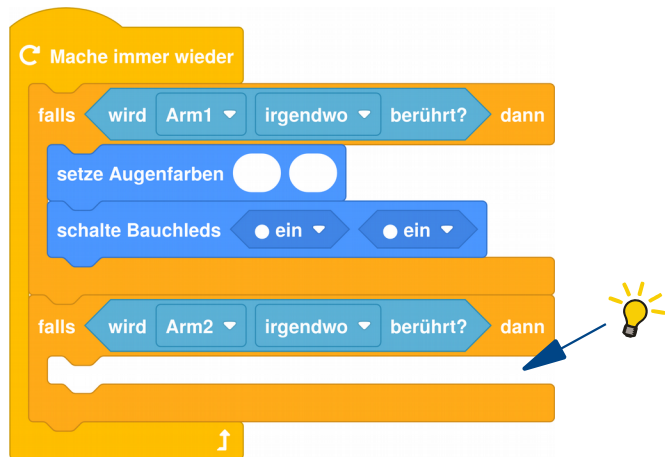 Mache immer wieder
falls wird Arm1 irgendwo berührt? dann
setze Augenfarben
schalte Bauchleds ein ein
falls wird Arm2 irgendwo berührt? dann